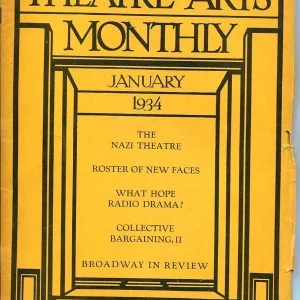 THEATRE ARTS
MONTHLY
JANUARY
1934
THE
NAZI THEATRE
ROSTER OF NEW FACES
WHAT HOPE
RADIO DRAMA?
COLLECTIVE
BARGAINING, II
BROADWAY IN REVIEW